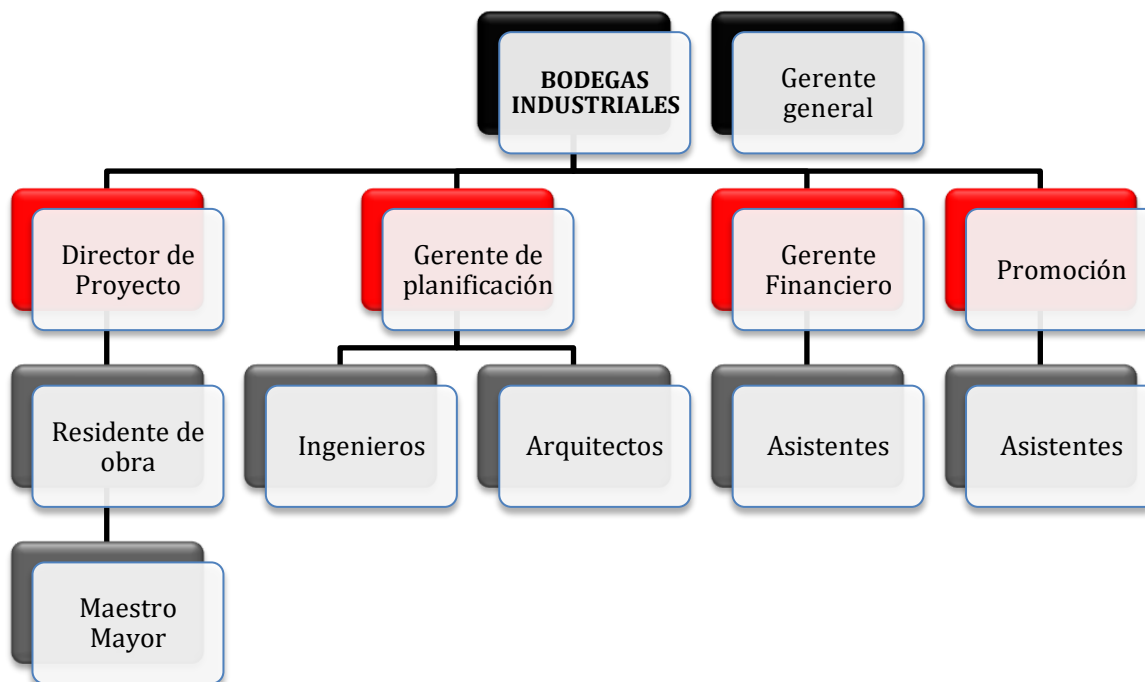 BODEGAS
INDUSTRIALES
Gerente
general
Director de
Proyecto
Gerente de
planificación
Gerente
Financiero
Promoción
Residente de
obra
Ingenieros
Arquitectos
Asistentes
Asistentes
Maestro
Mayor